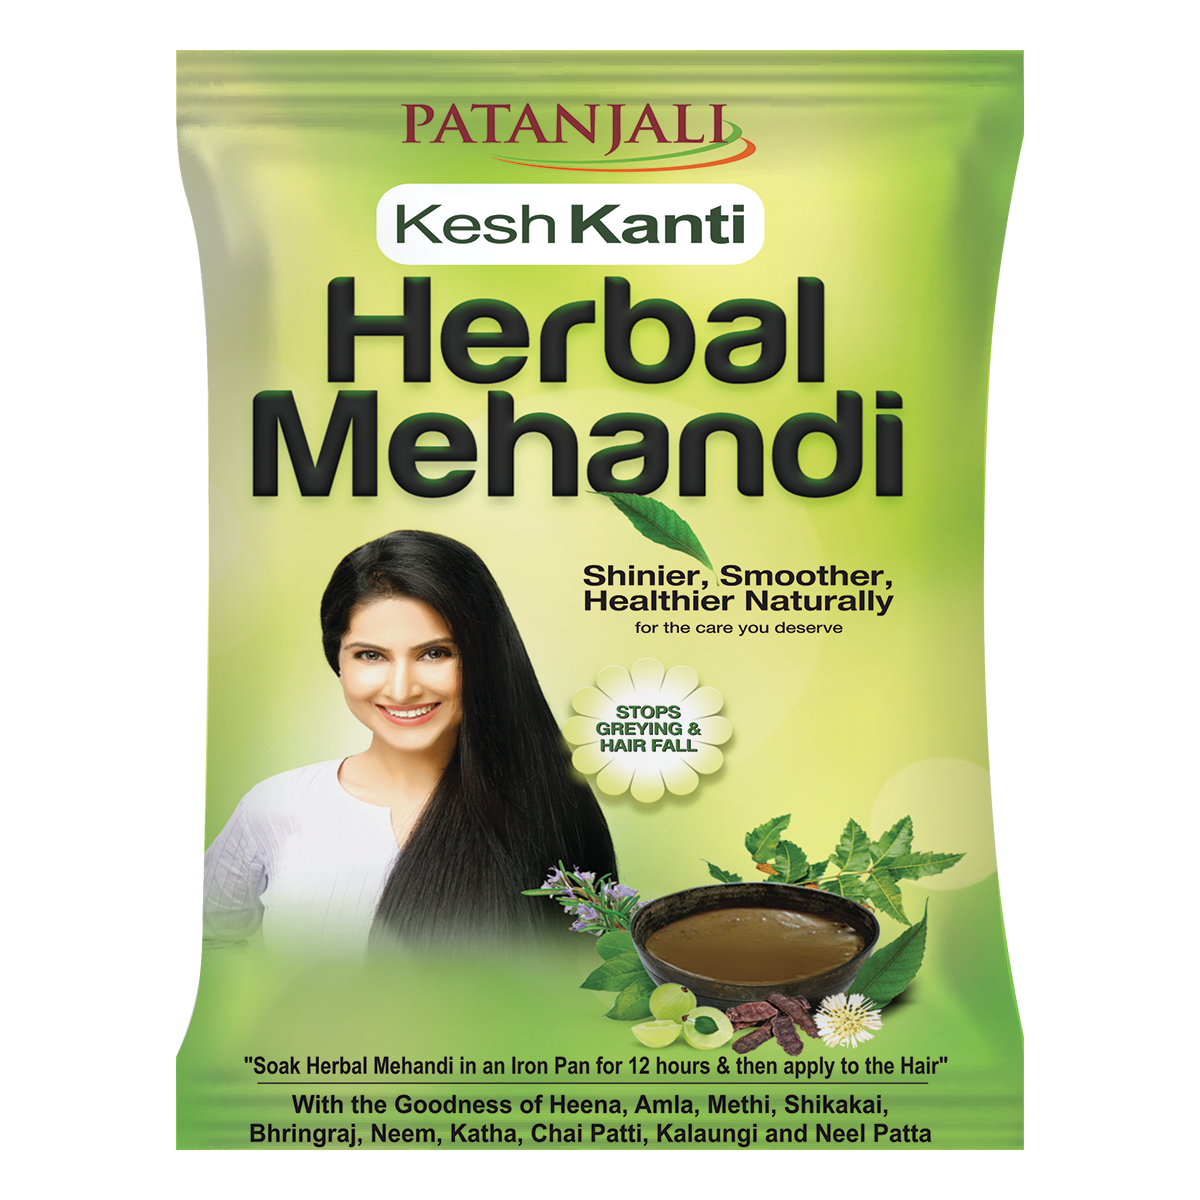 PATANJALI
Kesh Kanti
Herbal
Mehandi
Shinier, Smoother,
Healthier Naturally
for the care you deserve
STOPS
GREYING &
HAIR FALL
"Soak Herbal Mehandi in an Iron Pan for 12 hours & then apply to the Hair"
With the Goodness of Heena, Amla, Methi, Shikakai,
Bhringraj, Neem, Katha, Chai Patti, Kalaungi and Neel Patta